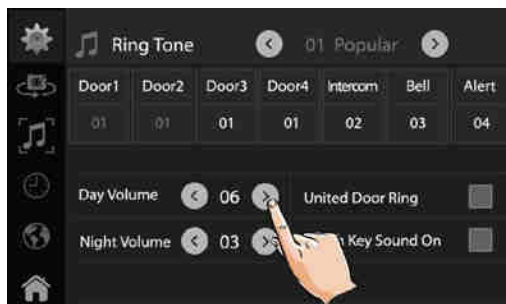 Ring Tone 01 Popular
Door1 Door2 Door3 Door4 Intercom Bell Alert
01 01 01 01 02 03 04
Day Volume 06 United Door Ring
Night Volume 03 Key Sound On